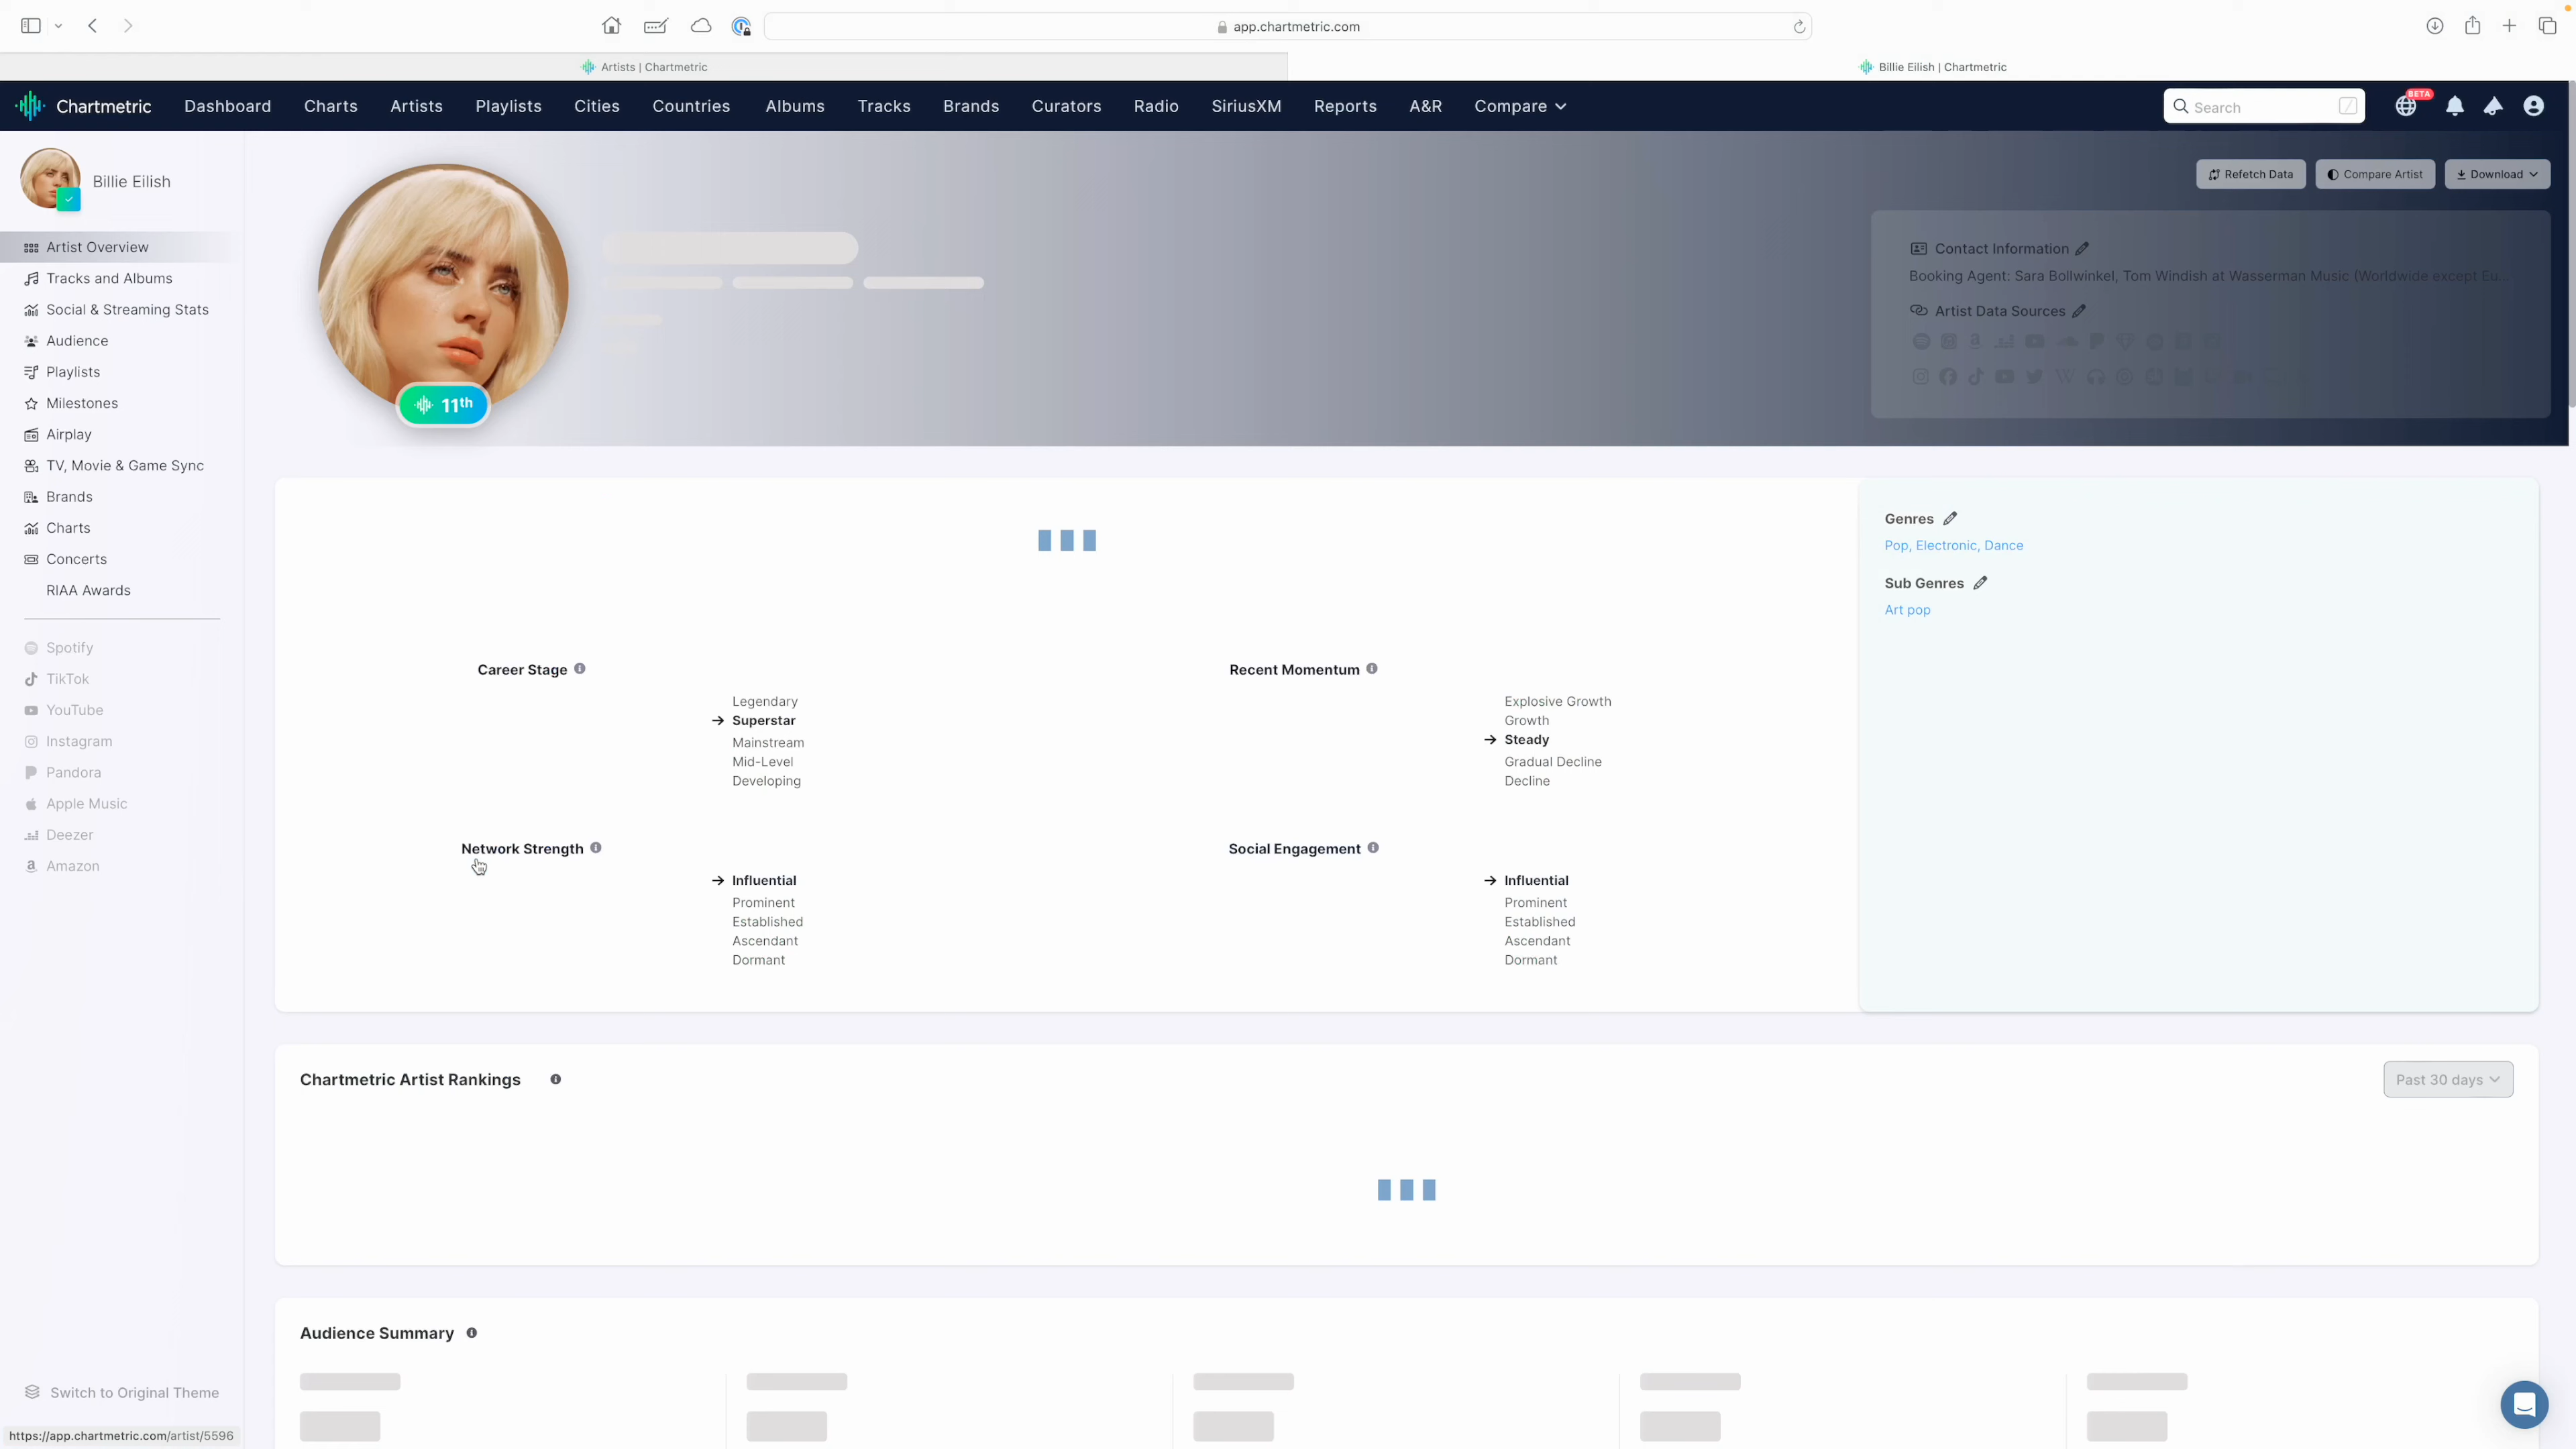 app.chartmetric.com
Artists | Chartmetric
Billie Eilish | Chartmetric
Chartmetric Dashboard Charts Artists Playlists Cities Countries Albums Tracks Brands Curators Radio SiriusXM Reports A&R Compare
Search /
BETA
Billie Eilish
Artist Overview
Tracks and Albums
Social & Streaming Stats
Audience
Playlists
Milestones
Airplay
TV, Movie & Game Sync
Brands
Charts
Concerts
RIAA Awards
Spotify
TikTok
YouTube
Instagram
Pandora
Apple Music
Deezer
Amazon
Switch to Original Theme
https://app.chartmetric.com/artist/5596
11th
Refetch Data Compare Artist Download
Contact Information
Booking Agent: Sara Bollwinkel, Tom Windish at Wasserman Music (Worldwide except Eu...
Artist Data Sources
Career Stage
Legendary
Superstar
Mainstream
Mid-Level
Developing
Recent Momentum
Explosive Growth
Growth
Steady
Gradual Decline
Decline
Network Strength
Influential
Prominent
Established
Ascendant
Dormant
Social Engagement
Influential
Prominent
Established
Ascendant
Dormant
Genres
Pop, Electronic, Dance
Sub Genres
Art pop
Chartmetric Artist Rankings
Past 30 days
Audience Summary